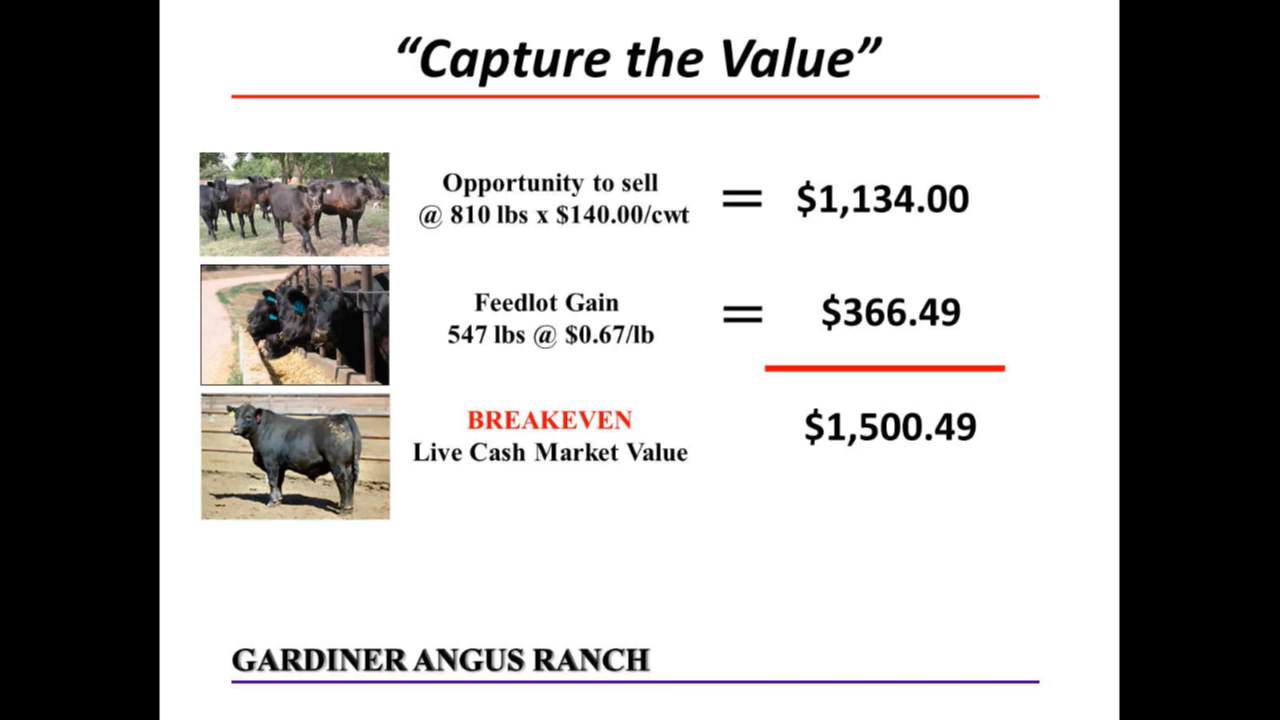 “Capture the Value”
Opportunity to sell
@ 810 lbs x $140.00/cwt
= $1,134.00
Feedlot Gain
547 lbs @ $0.67/lb
= $366.49
BREAKEVEN
Live Cash Market Value
$1,500.49
GARDINER ANGUS RANCH